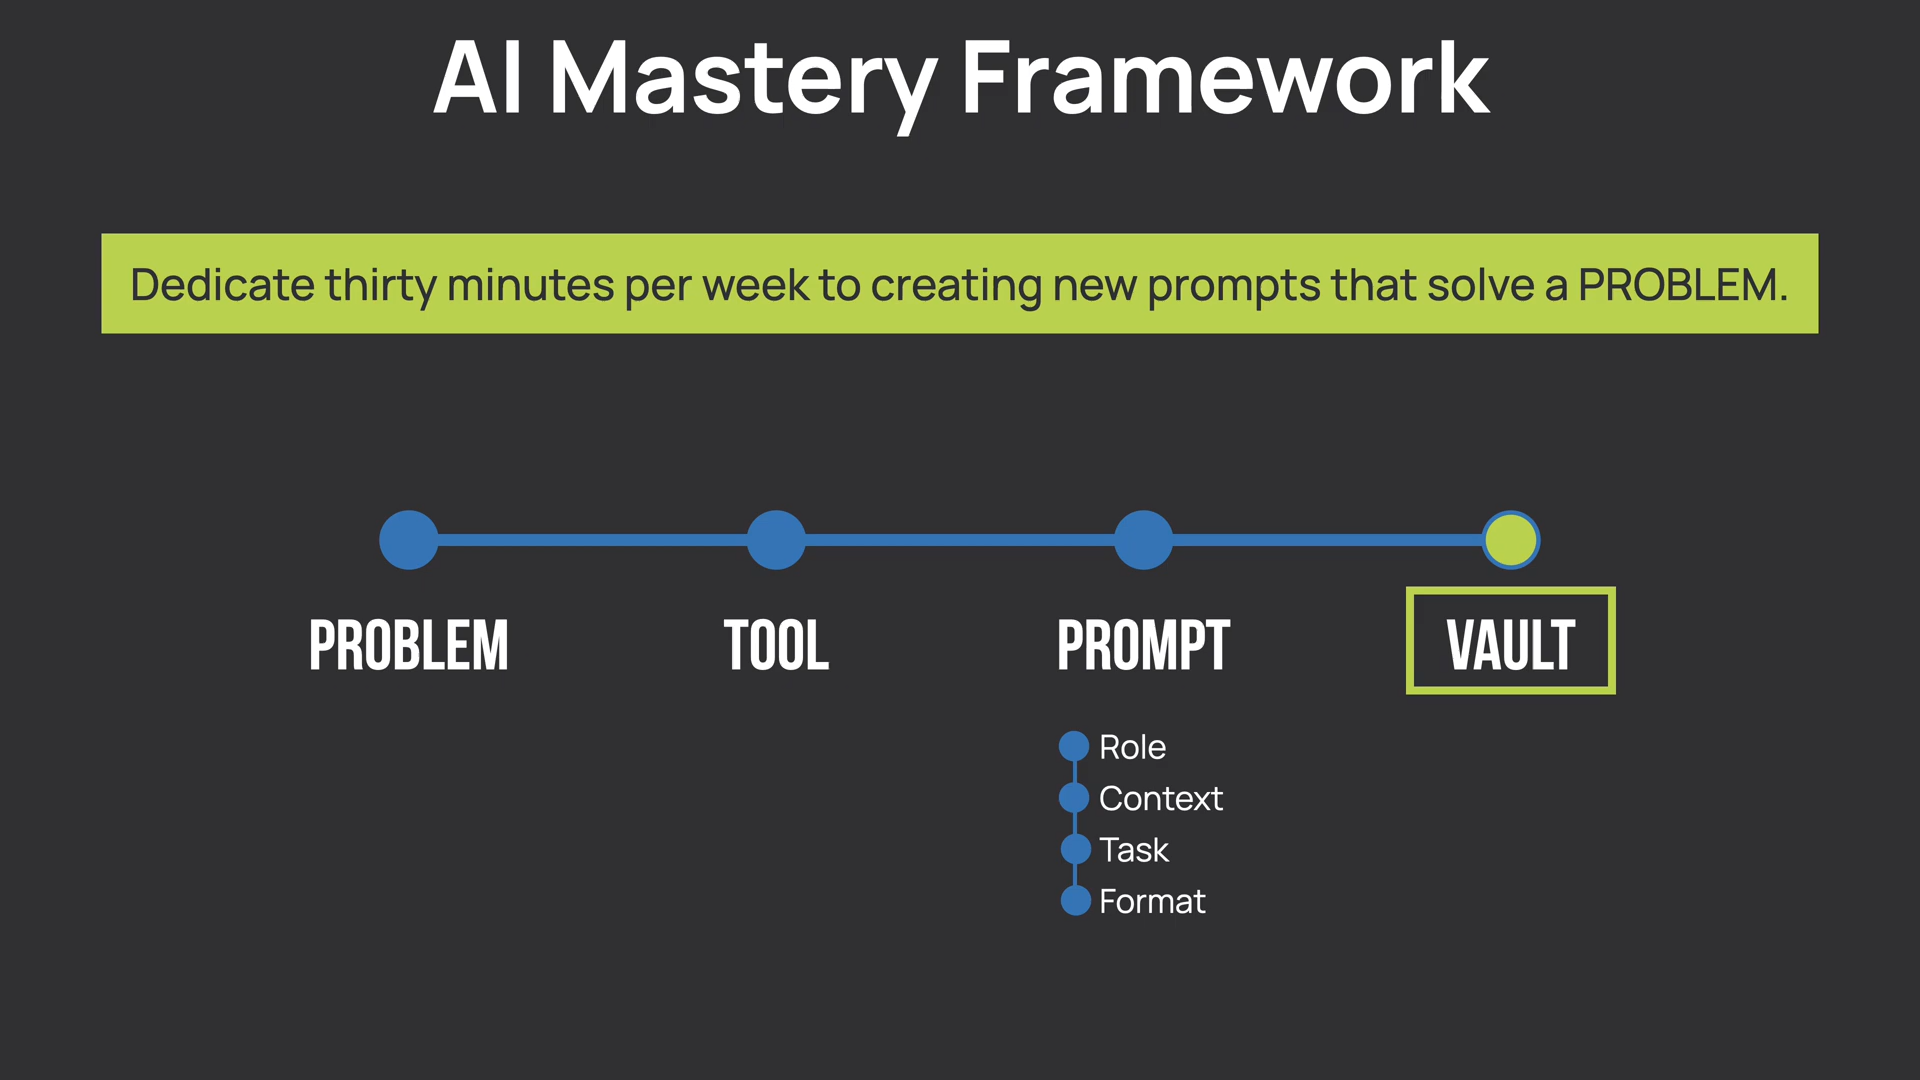 AI Mastery Framework
Dedicate thirty minutes per week to creating new prompts that solve a PROBLEM.
PROBLEM
TOOL
PROMPT
VAULT
Role
Context
Task
Format